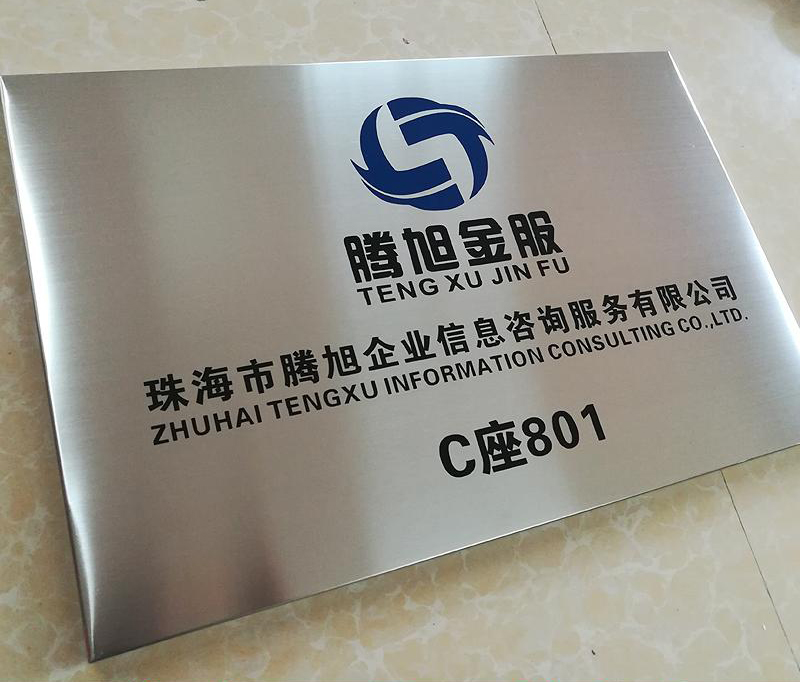 腾旭金服
TENG XU JIN FU
珠海市腾旭企业信息咨询服务有限公司
ZHUHAI TENGXU INFORMATION CONSULTING CO.,LTD.
C座801